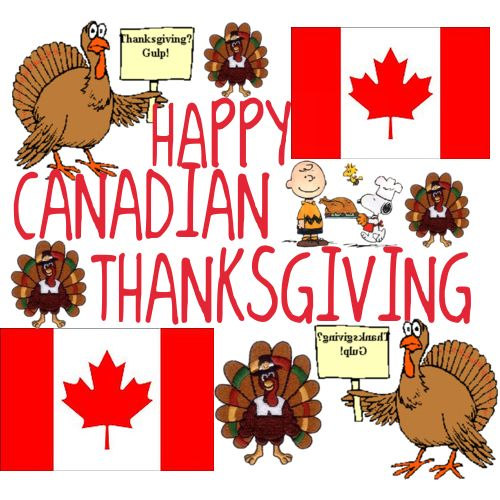 Thanksgiving?
Gulp!
HAPPY
CANADIAN
THANKSGIVING
Thanksgiving?
Gulp!